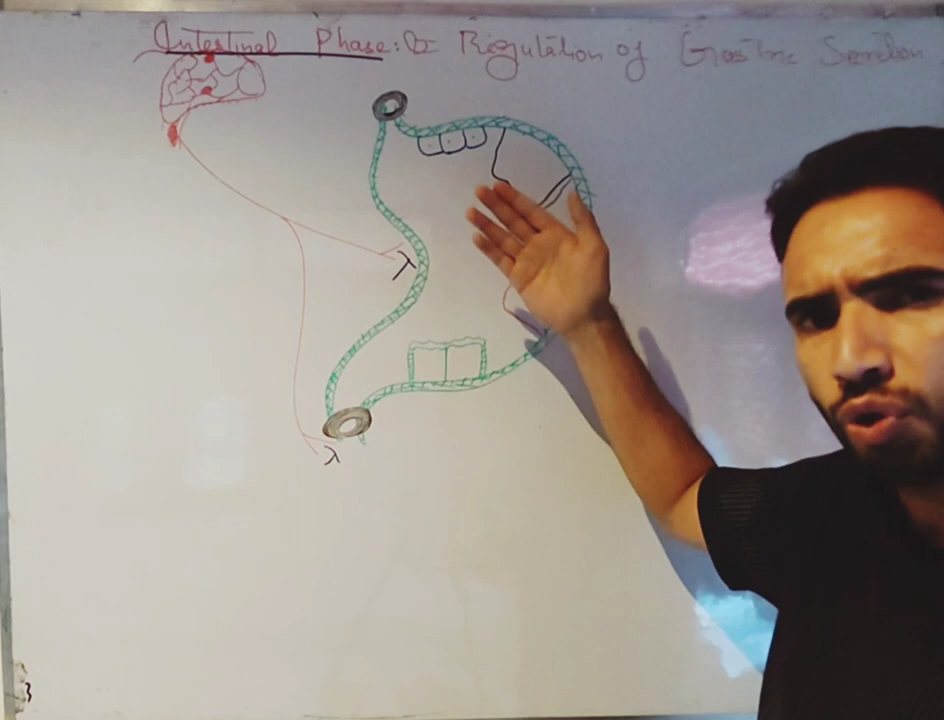 Intestinal Phase:- Regulation of Gastric Secretion